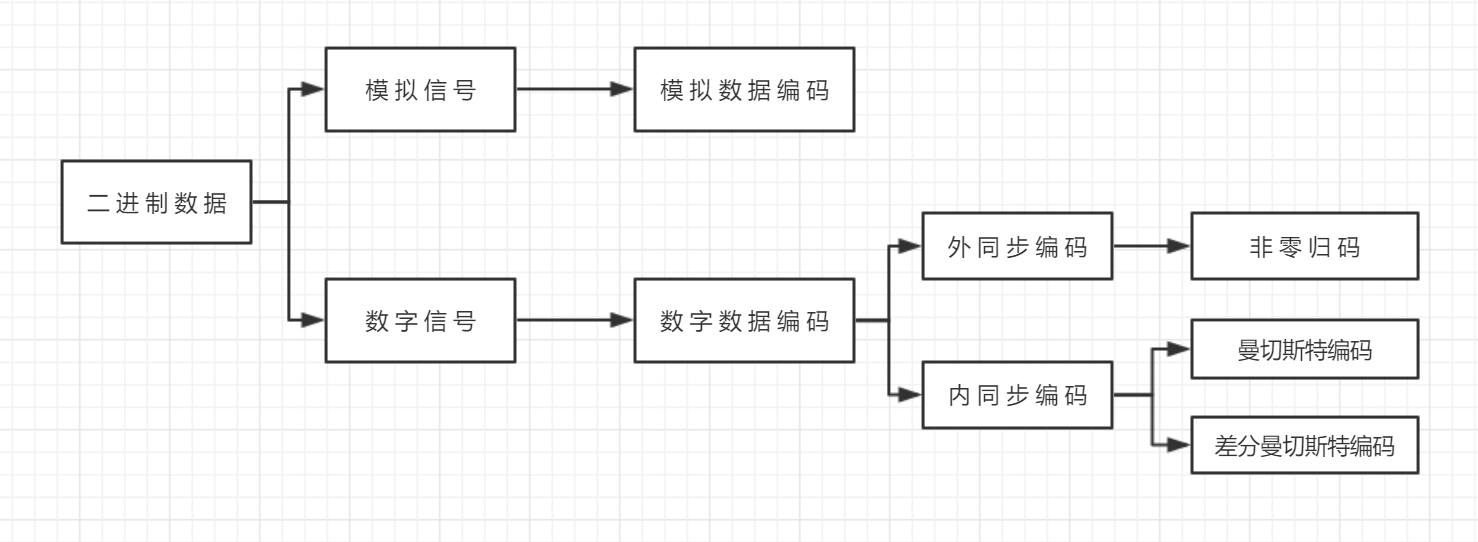 模拟信号
模拟数据编码
二进制数据
外同步编码
非零归码
数字信号
数字数据编码
曼切斯特编码
内同步编码
差分曼切斯特编码